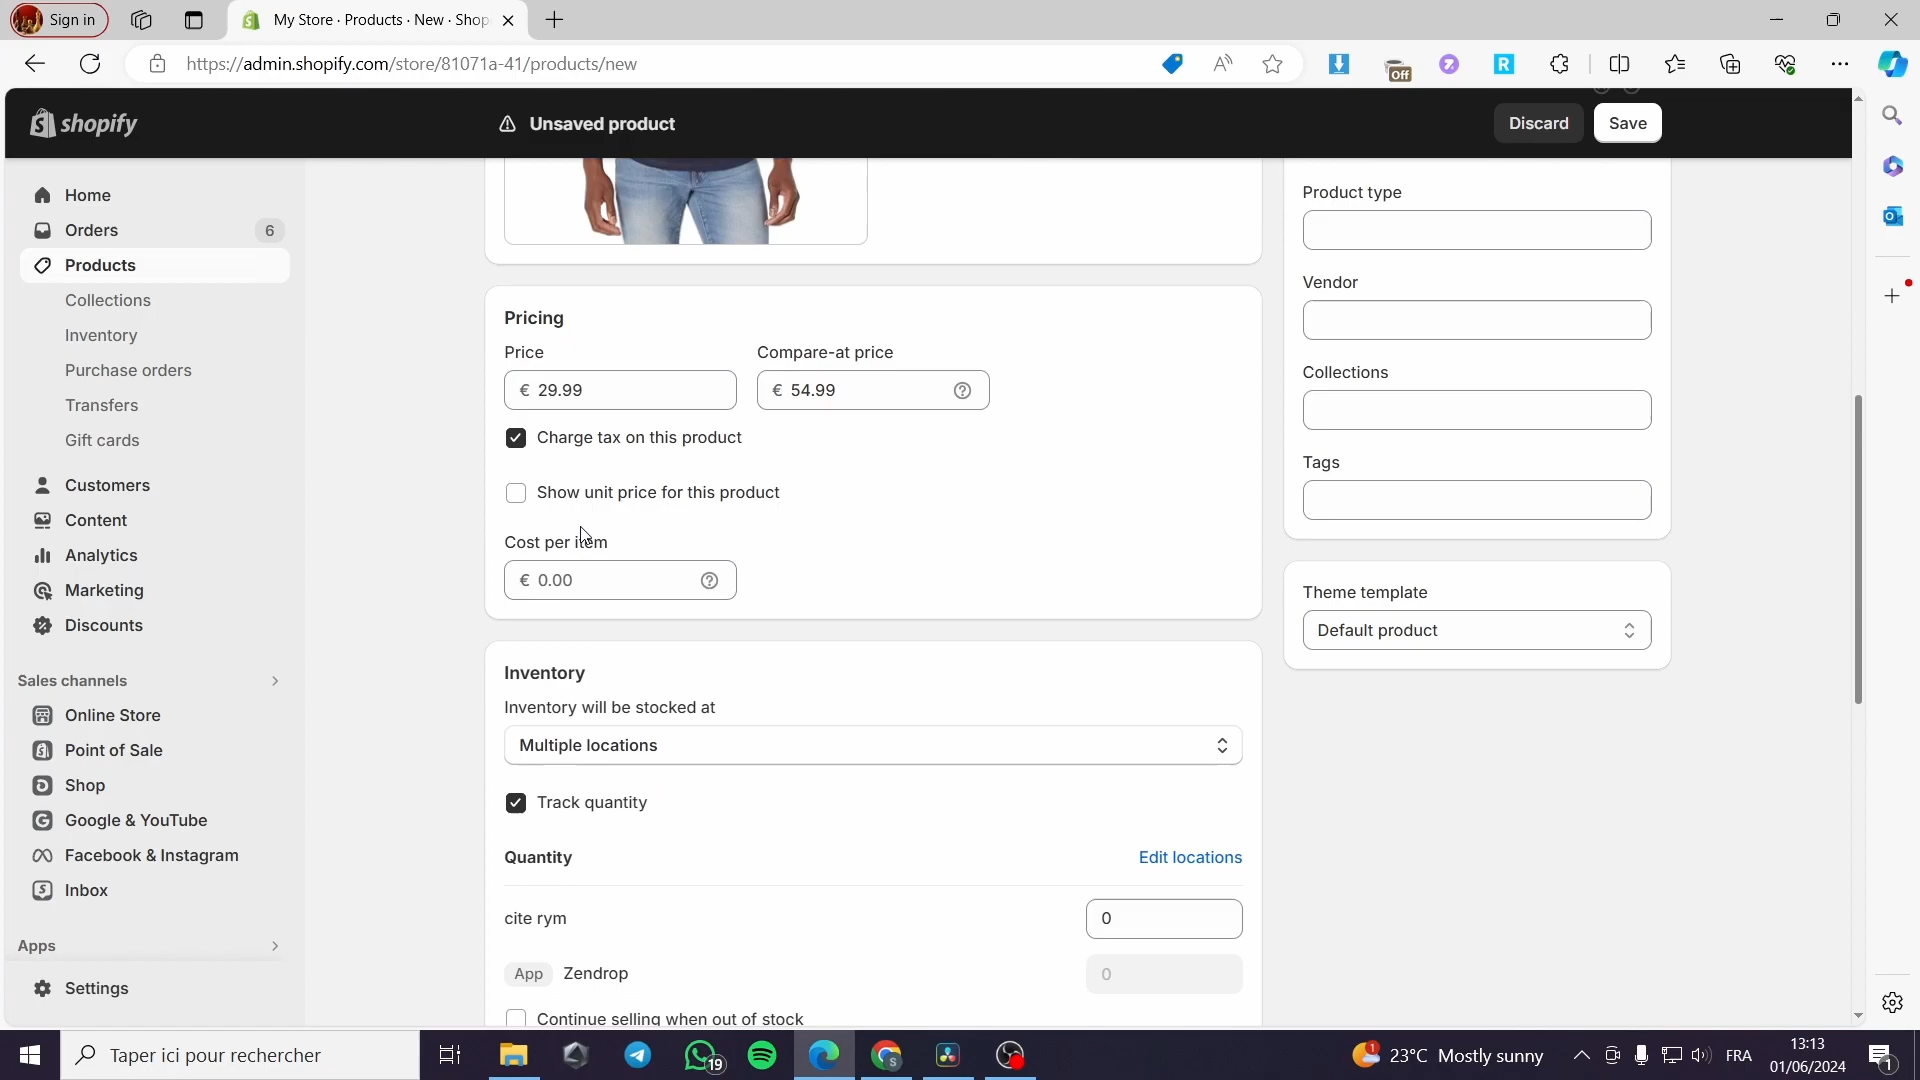 Sign in
My Store · Products · New · Shop
https://admin.shopify.com/store/81071a-41/products/new
Off
shopify
Unsaved product
Discard
Save
Home
Orders
6
Products
Collections
Inventory
Purchase orders
Transfers
Gift cards
Customers
Content
Analytics
Marketing
Discounts
Sales channels
Online Store
Point of Sale
Shop
Google & YouTube
Facebook & Instagram
Inbox
Apps
Settings
Pricing
Price
Compare-at price
€ 29.99
€ 54.99
Charge tax on this product
Show unit price for this product
Cost per item
€ 0.00
Inventory
Inventory will be stocked at
Multiple locations
Track quantity
Quantity
Edit locations
cite rym
0
App Zendrop
0
Continue selling when out of stock
Product type
Vendor
Collections
Tags
Theme template
Default product
Taper ici pour rechercher
19
1
23°C Mostly sunny
FRA
13:13
01/06/2024
1